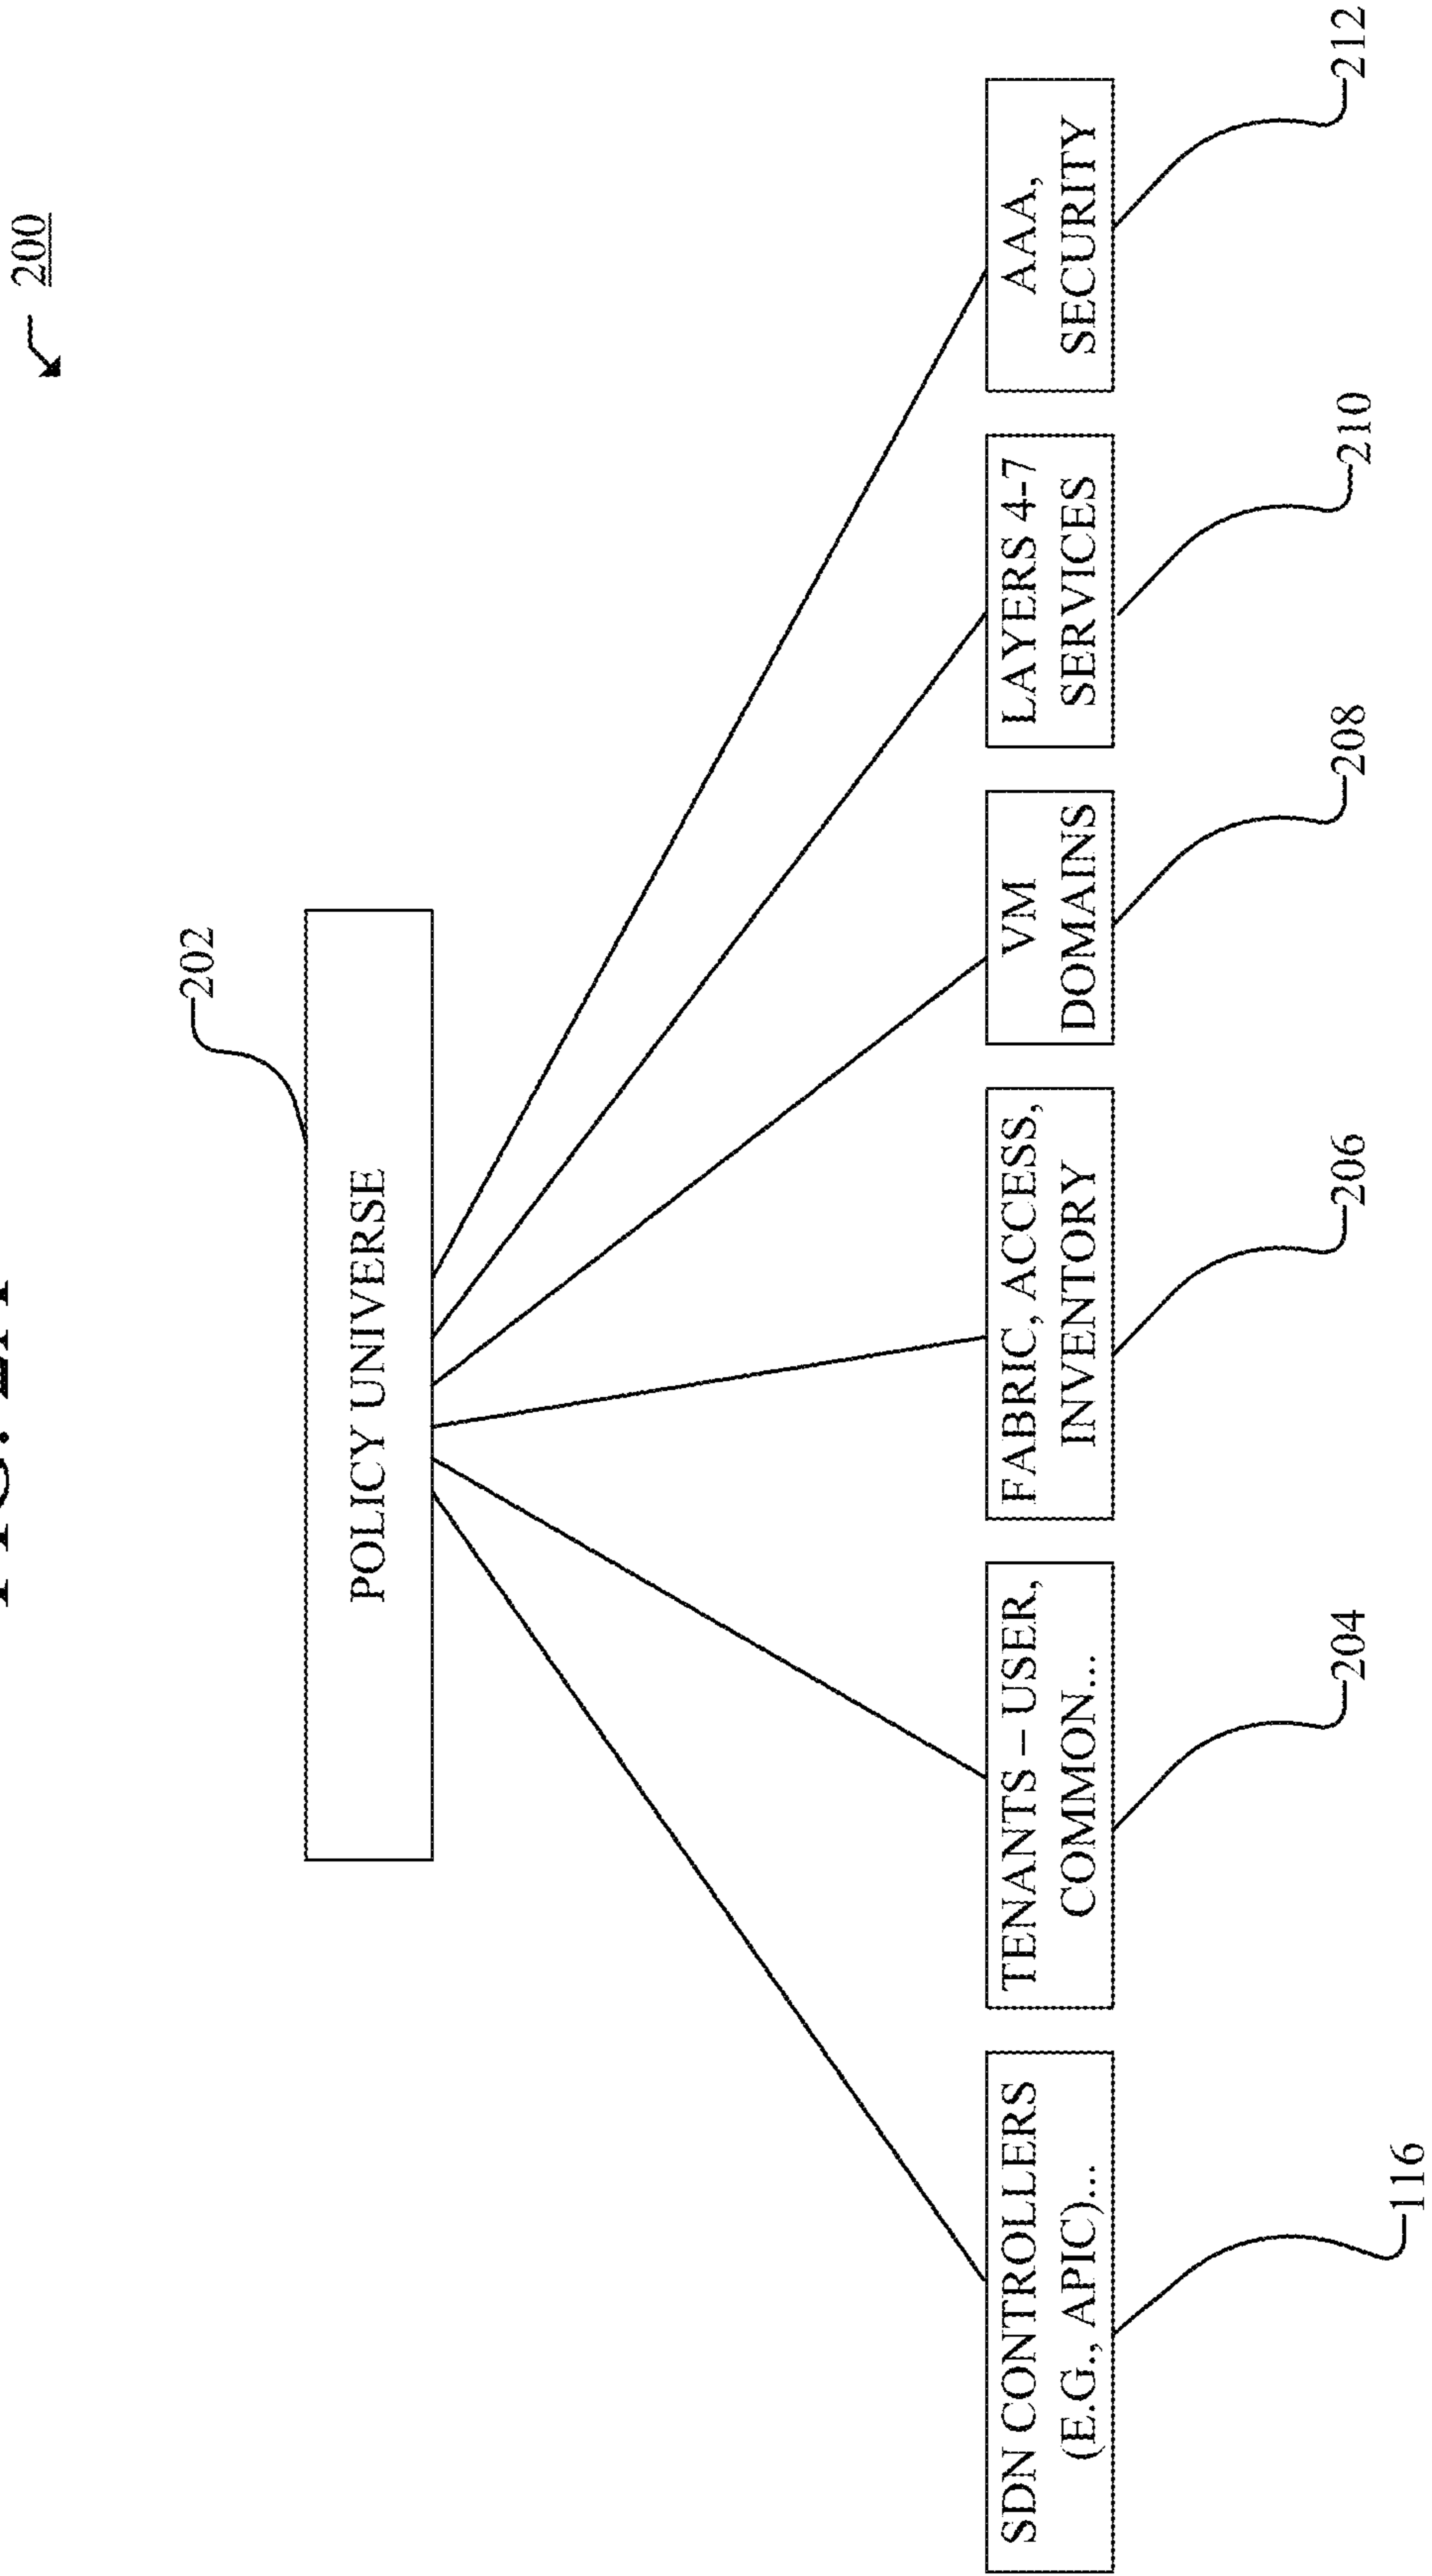 200
202
POLICY UNIVERSE
SDN CONTROLLERS
(E.G., APIC)...
TENANTS – USER,
COMMON...
FABRIC, ACCESS,
INVENTORY
VM
DOMAINS
LAYERS 4-7
SERVICES
AAA,
SECURITY
116
204
206
208
210
212